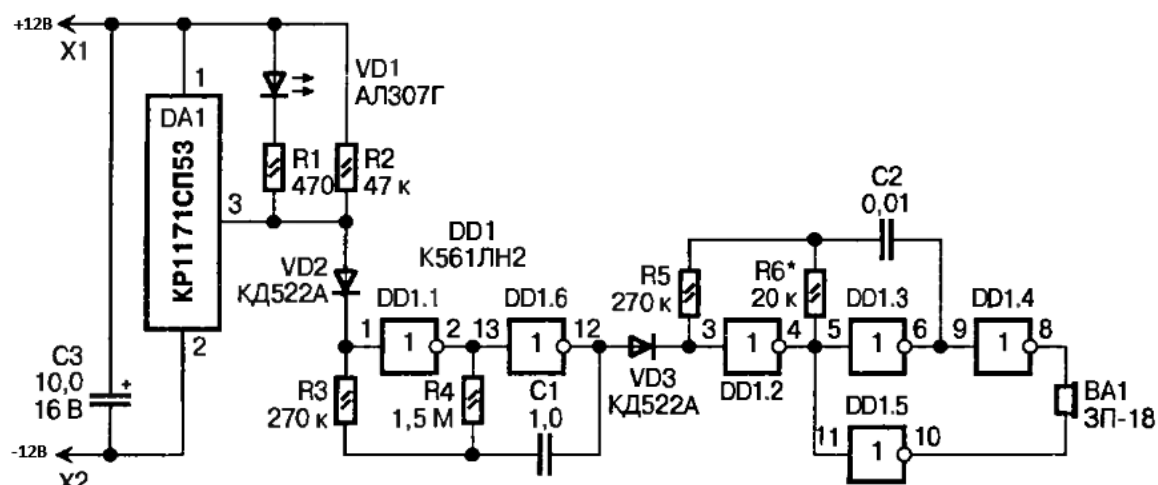 +12В
X1
1
DA1
КР1171СП53
3
2
VD1
АЛ307Г
R1
470
R2
47 к
C3
10,0
16 В
+
-12В
X2
VD2
КД522А
DD1
К561ЛН2
R3
270 к
1
DD1.1
1
2
R4
1,5 М
13
DD1.6
1
12
C1
1,0
VD3
КД522А
R5
270 к
3
DD1.2
1
4
R6*
20 к
C2
0,01
5
DD1.3
1
6
11
DD1.5
1
10
9
DD1.4
1
8
BA1
ЗП-18